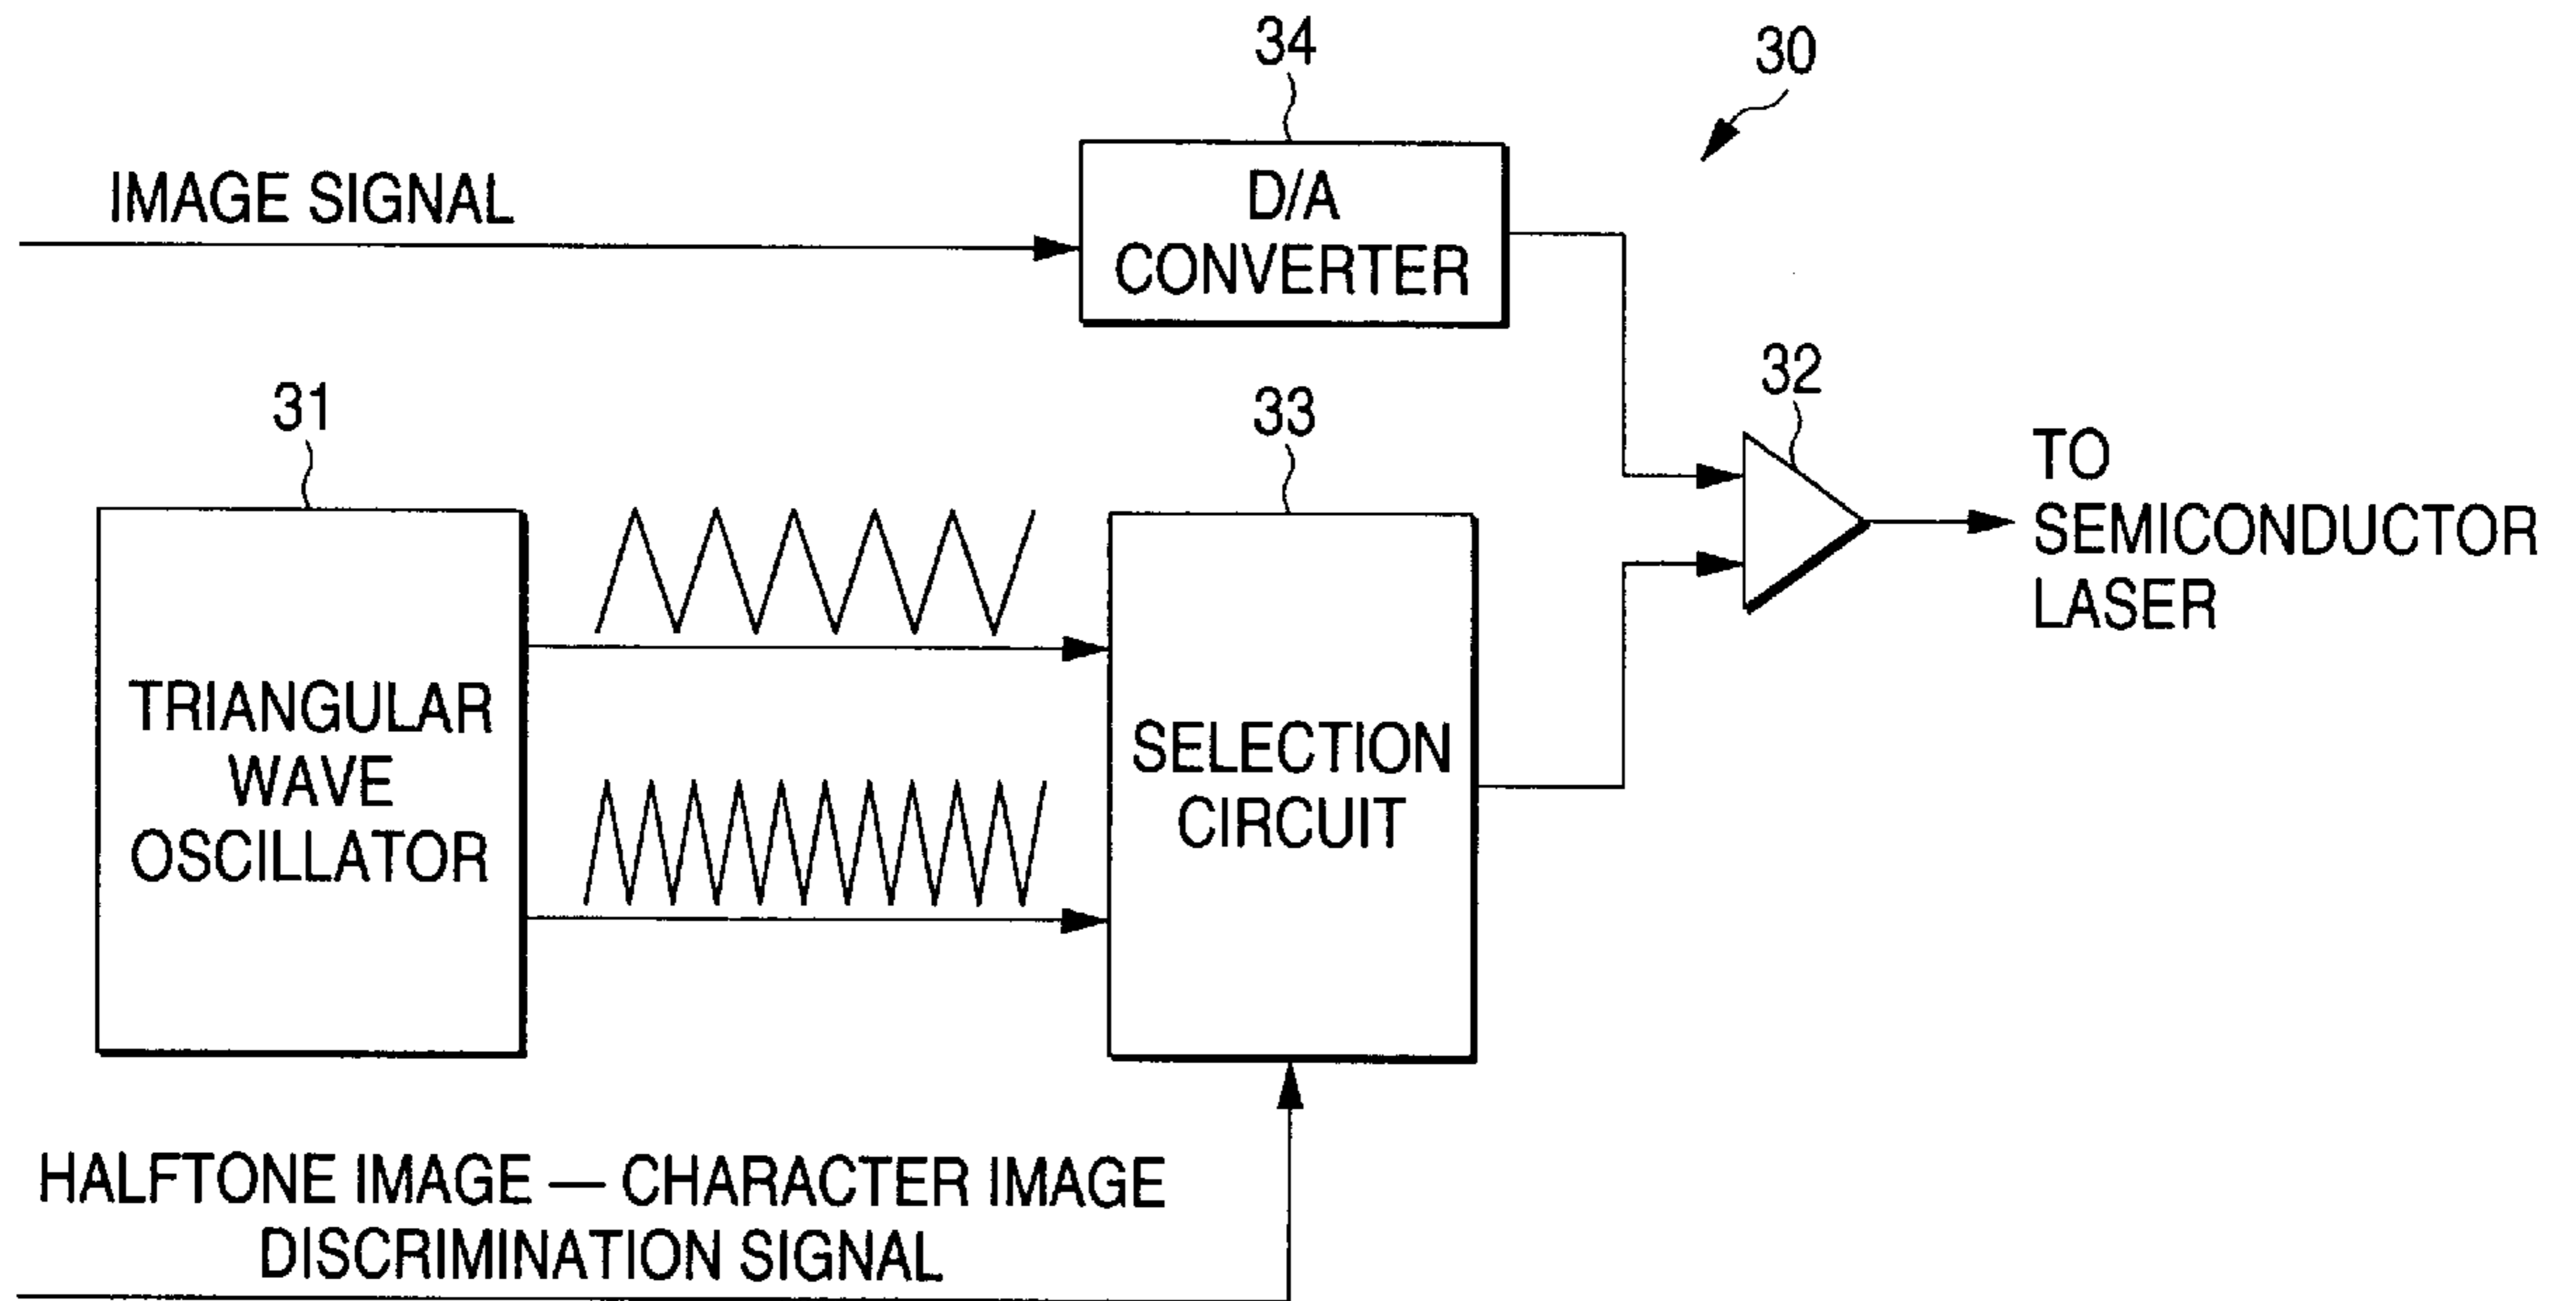 34
30
IMAGE SIGNAL
D/A
CONVERTER
32
31
33
TO
SEMICONDUCTOR
LASER
TRIANGULAR
WAVE
OSCILLATOR
SELECTION
CIRCUIT
HALFTONE IMAGE — CHARACTER IMAGE
DISCRIMINATION SIGNAL